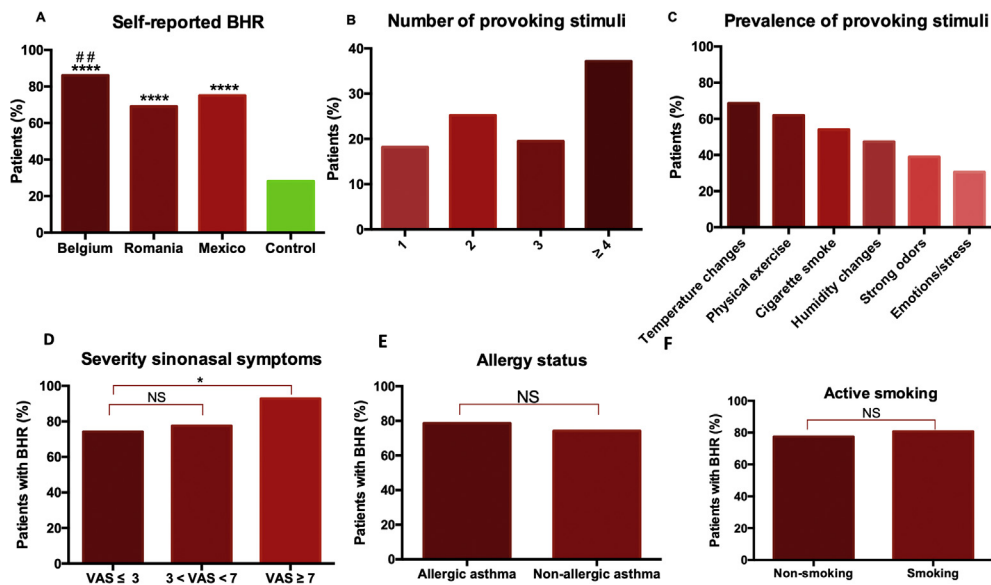 A
Self-reported BHR
Patients (%)
100
80
60
40
20
0
##
****
****
****
Belgium Romania Mexico Control
B
Number of provoking stimuli
Patients (%)
40
30
20
10
0
1 2 3 ≥ 4
C
Prevalence of provoking stimuli
Patients (%)
100
80
60
40
20
0
Temperature changes
Physical exercise
Cigarette smoke
Humidity changes
Strong odors
Emotions/stress
D
Severity sinonasal symptoms
Patients with BHR (%)
100
80
60
40
20
0
*
NS
VAS ≤ 3 3 < VAS < 7 VAS ≥ 7
E
Allergy status
Patients with BHR (%)
100
80
60
40
20
0
NS
Allergic asthma Non-allergic asthma
F
Active smoking
Patients with BHR (%)
100
80
60
40
20
0
NS
Non-smoking Smoking